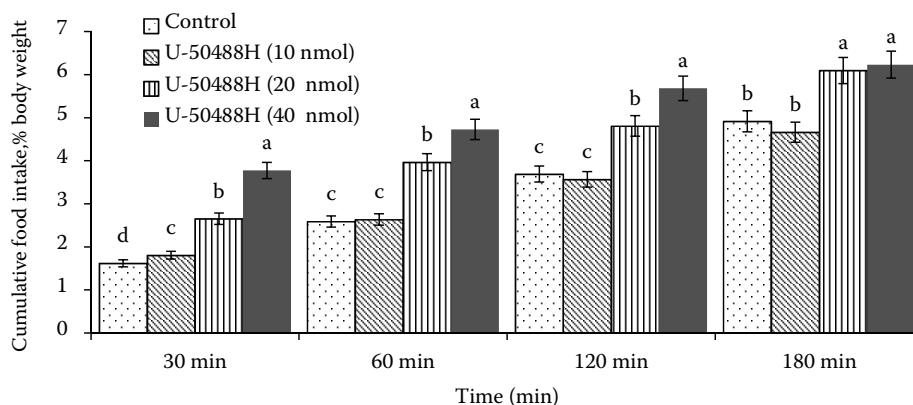 Cumulative food intake,% body weight
7
6
5
4
3
2
1
0
Control
U-50488H (10 nmol)
U-50488H (20 nmol)
U-50488H (40 nmol)
d
c
b
a
c
c
b
a
c
c
b
a
b
b
a
a
30 min
60 min
120 min
180 min
Time (min)